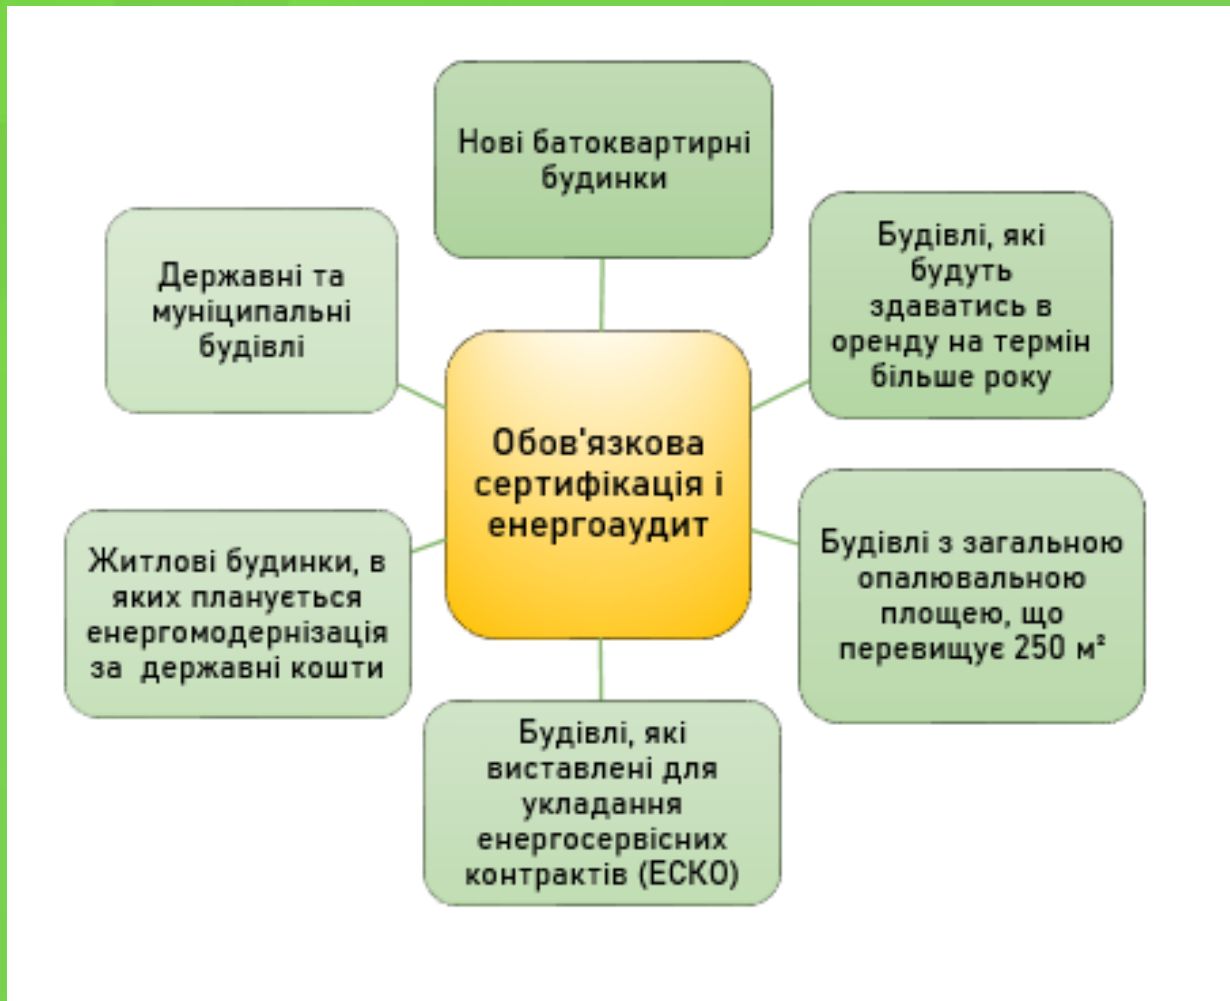 Нові батоквартирні
будинки
Будівлі, які
будуть
здаватись в
оренду на термін
більше року
Державні та
муніципальні
будівлі
Обов'язкова
сертифікація і
енергоаудит
Будівлі з загальною
опалювальною
площею, що
перевищує 250 м²
Житлові будинки, в
яких планується
енергомодернізація
за  державні кошти
Будівлі, які
виставлені для
укладання
енергосервісних
контрактів (ЕСКО)